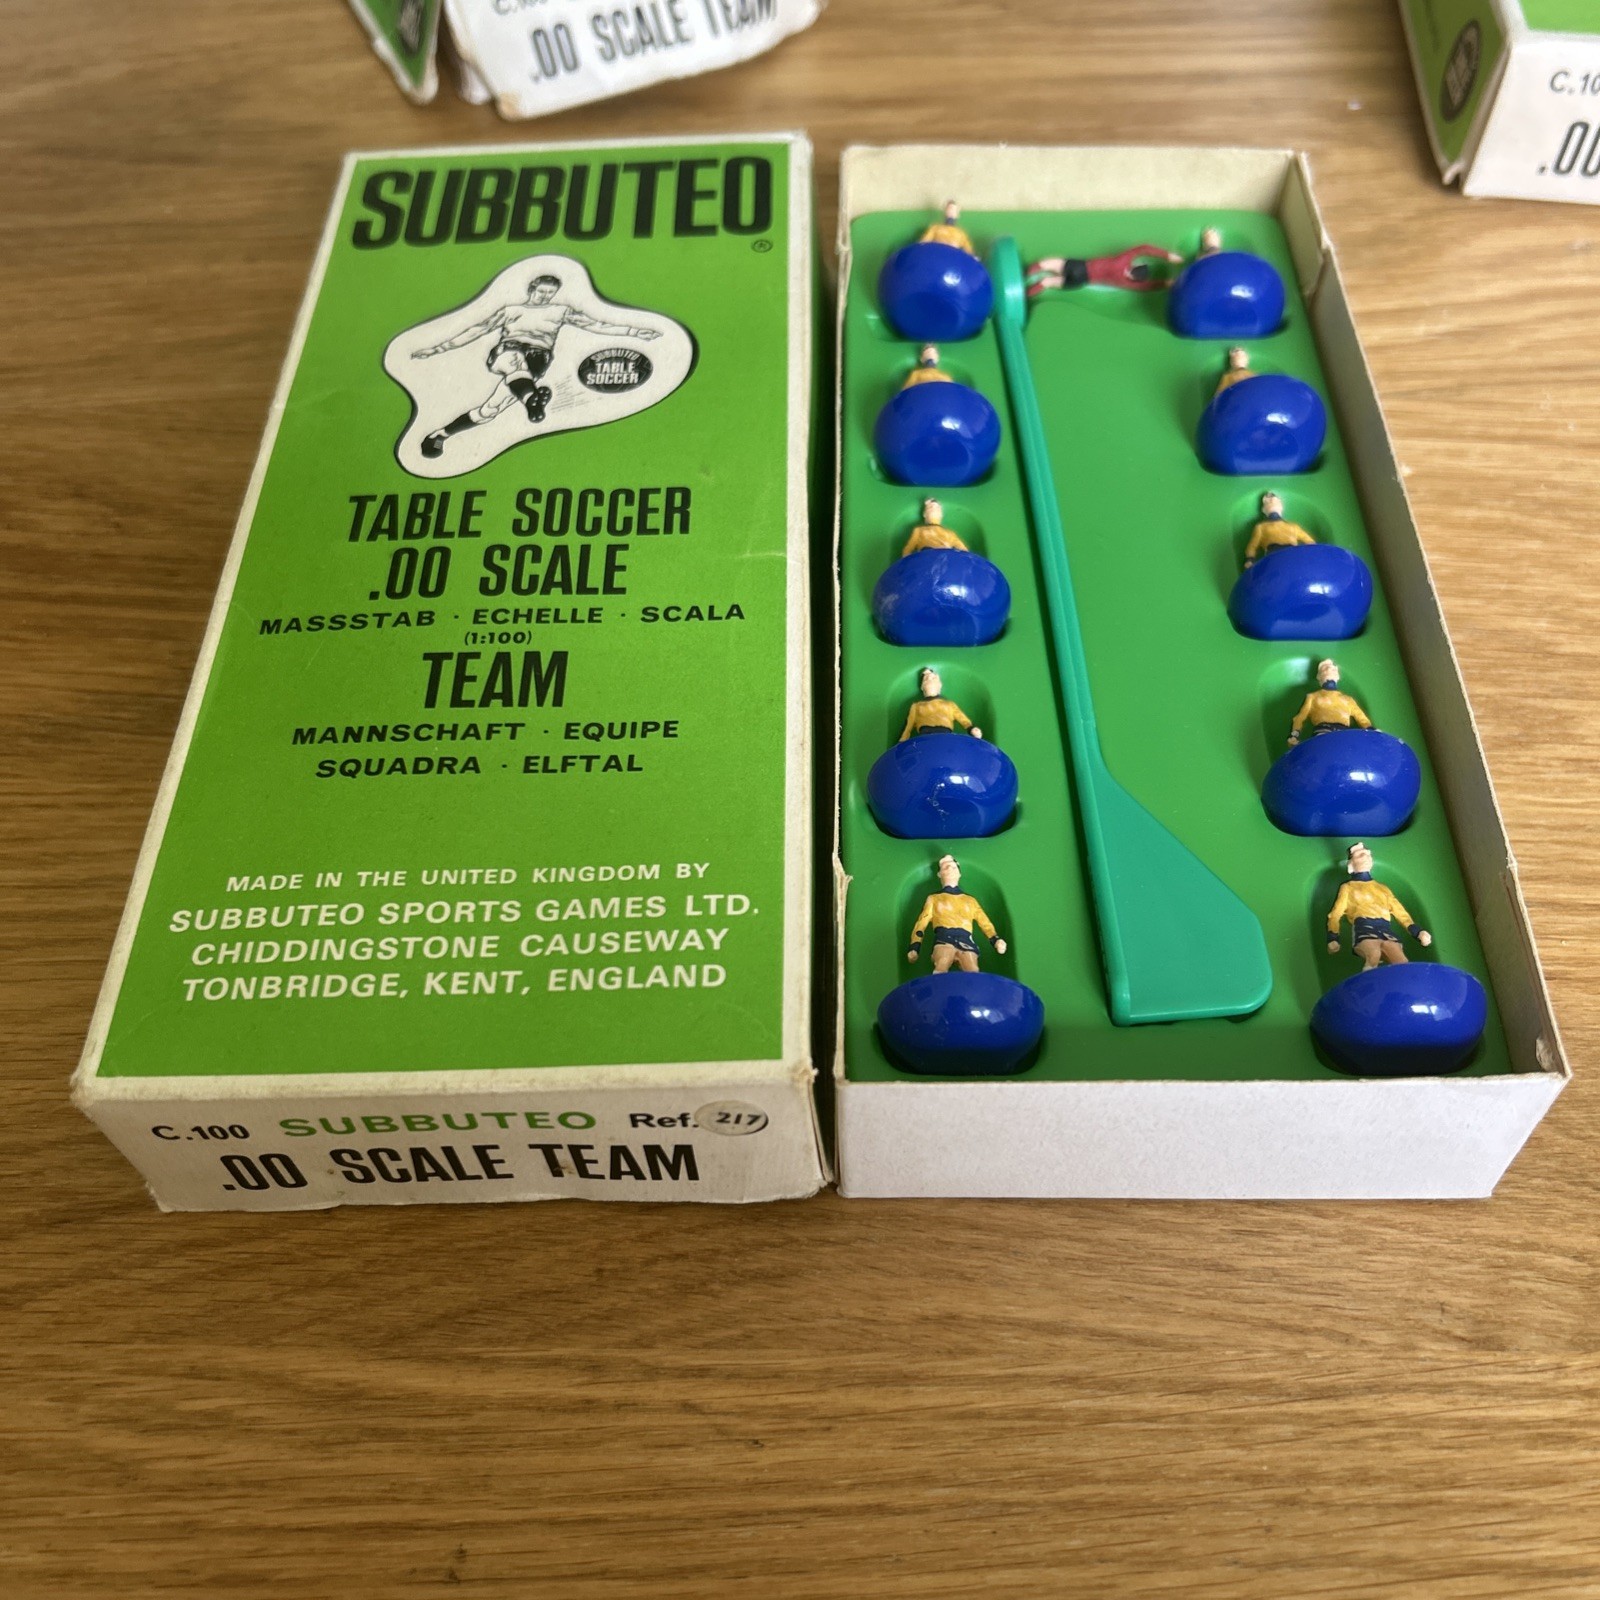 .00 SCALE TEAM
C.10
.00
SUBBUTEO
®
SUBBUTEO
TABLE
SOCCER
TABLE SOCCER
.00 SCALE
MASSSTAB · ECHELLE · SCALA
(1:100)
TEAM
MANNSCHAFT · EQUIPE
SQUADRA · ELFTAL
MADE IN THE UNITED KINGDOM BY
SUBBUTEO SPORTS GAMES LTD.
CHIDDINGSTONE CAUSEWAY
TONBRIDGE, KENT, ENGLAND
C.100 SUBBUTEO Ref. 217
.00 SCALE TEAM